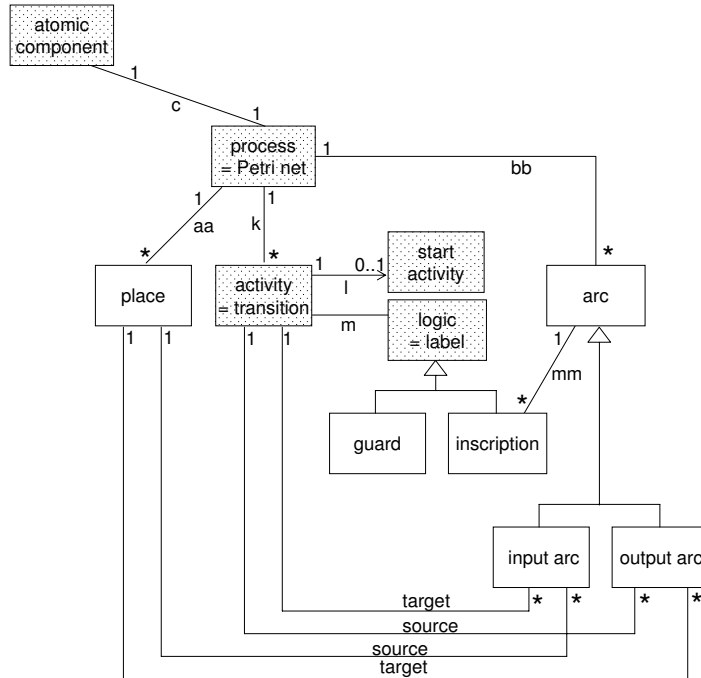 atomic
component
1
c
1
process
= Petri net
1
bb
1
aa
1
k
*
*
*
place
activity
= transition
1
0..1
l
start
activity
m
logic
= label
arc
1
mm
*
1
1
1
1
guard
inscription
input arc
output arc
target
*
*
*
*
source
source
target